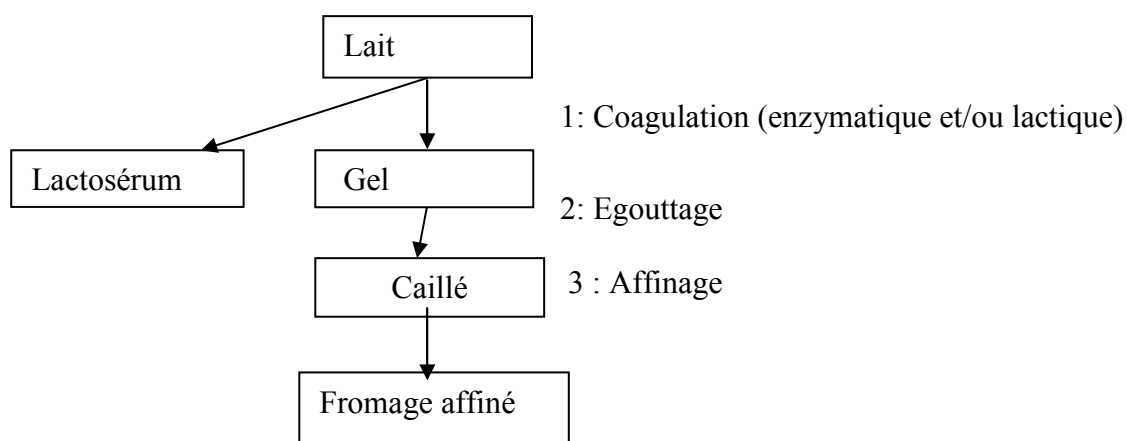 Lait
1: Coagulation (enzymatique et/ou lactique)
Lactosérum
Gel
2: Egouttage
Caillé
3 : Affinage
Fromage affiné